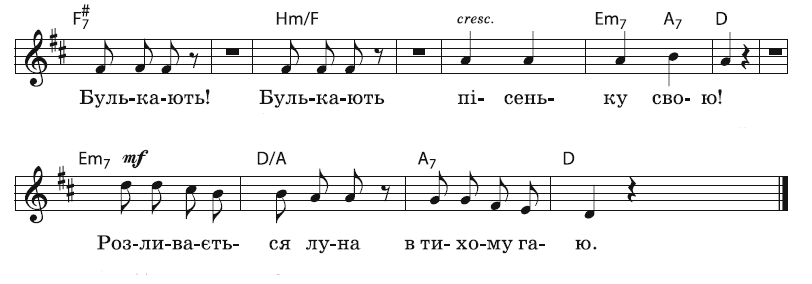 F#7 Hm/F cresc. Em7 A7 D
Буль-ка-ють! Буль-ка-ють пі- сень- ку сво- ю!
Em7 mf D/A A7 D
Роз-ли-ва-єть- ся лу-на в ти- хо-му га- ю.